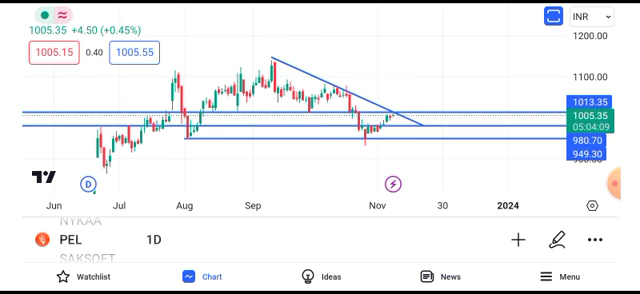 INR
1005.35 +4.50 (+0.45%)
1200.00
1005.15 0.40 1005.55
1100.00
1013.35
1005.35
05:04:09
980.70
949.30
TV
D
Jun Jul Aug Sep Nov 30 2024
NYKAA
PEL 1D
SAKSOFT
Watchlist Chart Ideas News Menu